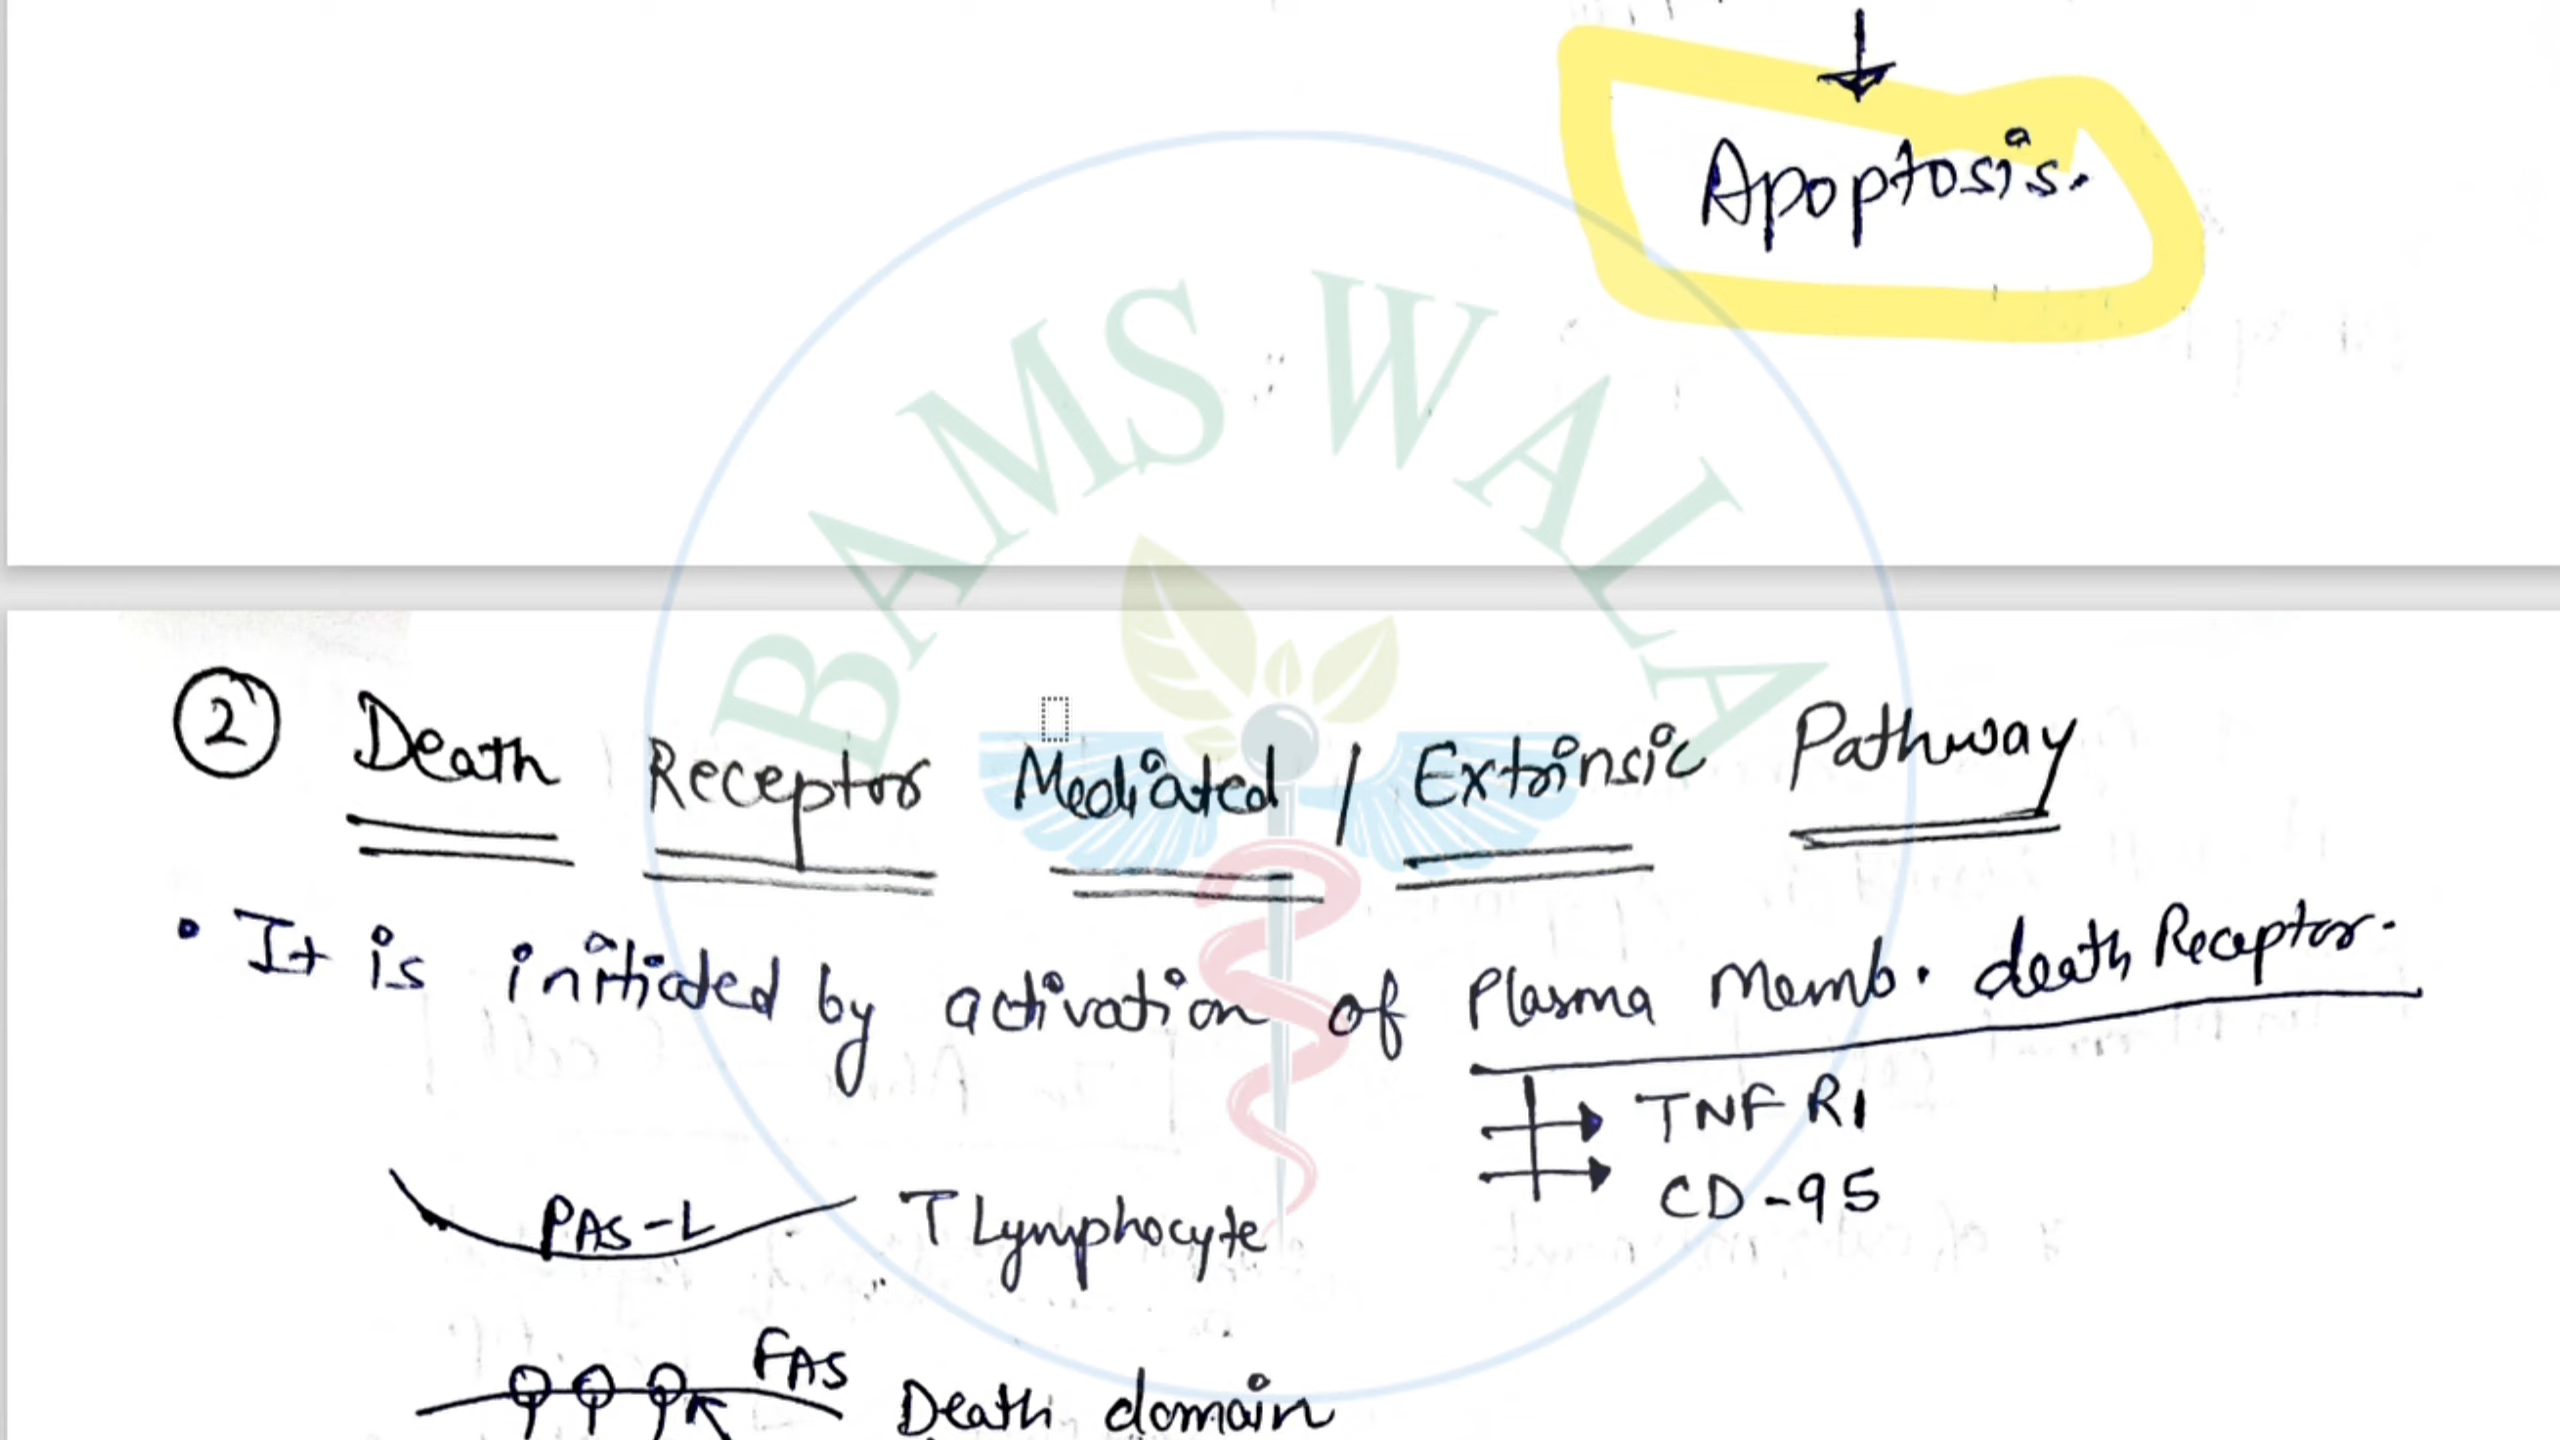 Apoptosis.
BAMS WALA
② Death Receptor Mediated / Extrinsic Pathway
• It is initiated by activation of Plasma Memb. death Receptor.
TNF R1
CD-95
PAS-L T Lymphocyte
FAS
Death domain